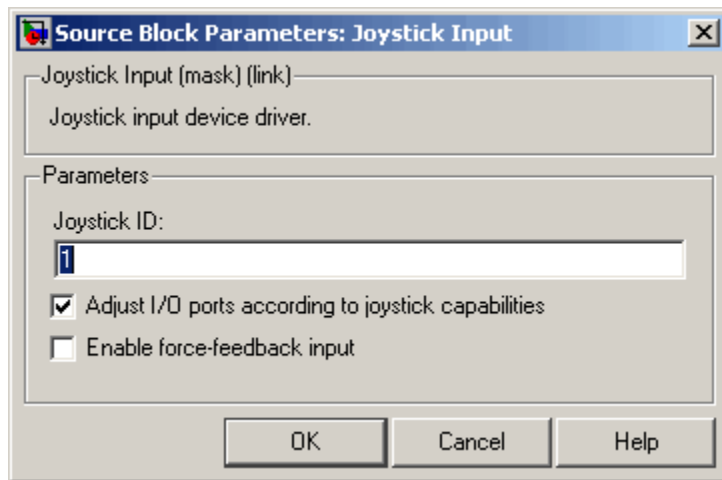 Source Block Parameters: Joystick Input
Joystick Input (mask) (link)
Joystick input device driver.
Parameters
Joystick ID:
1
Adjust I/O ports according to joystick capabilities
Enable force-feedback input
OK Cancel Help